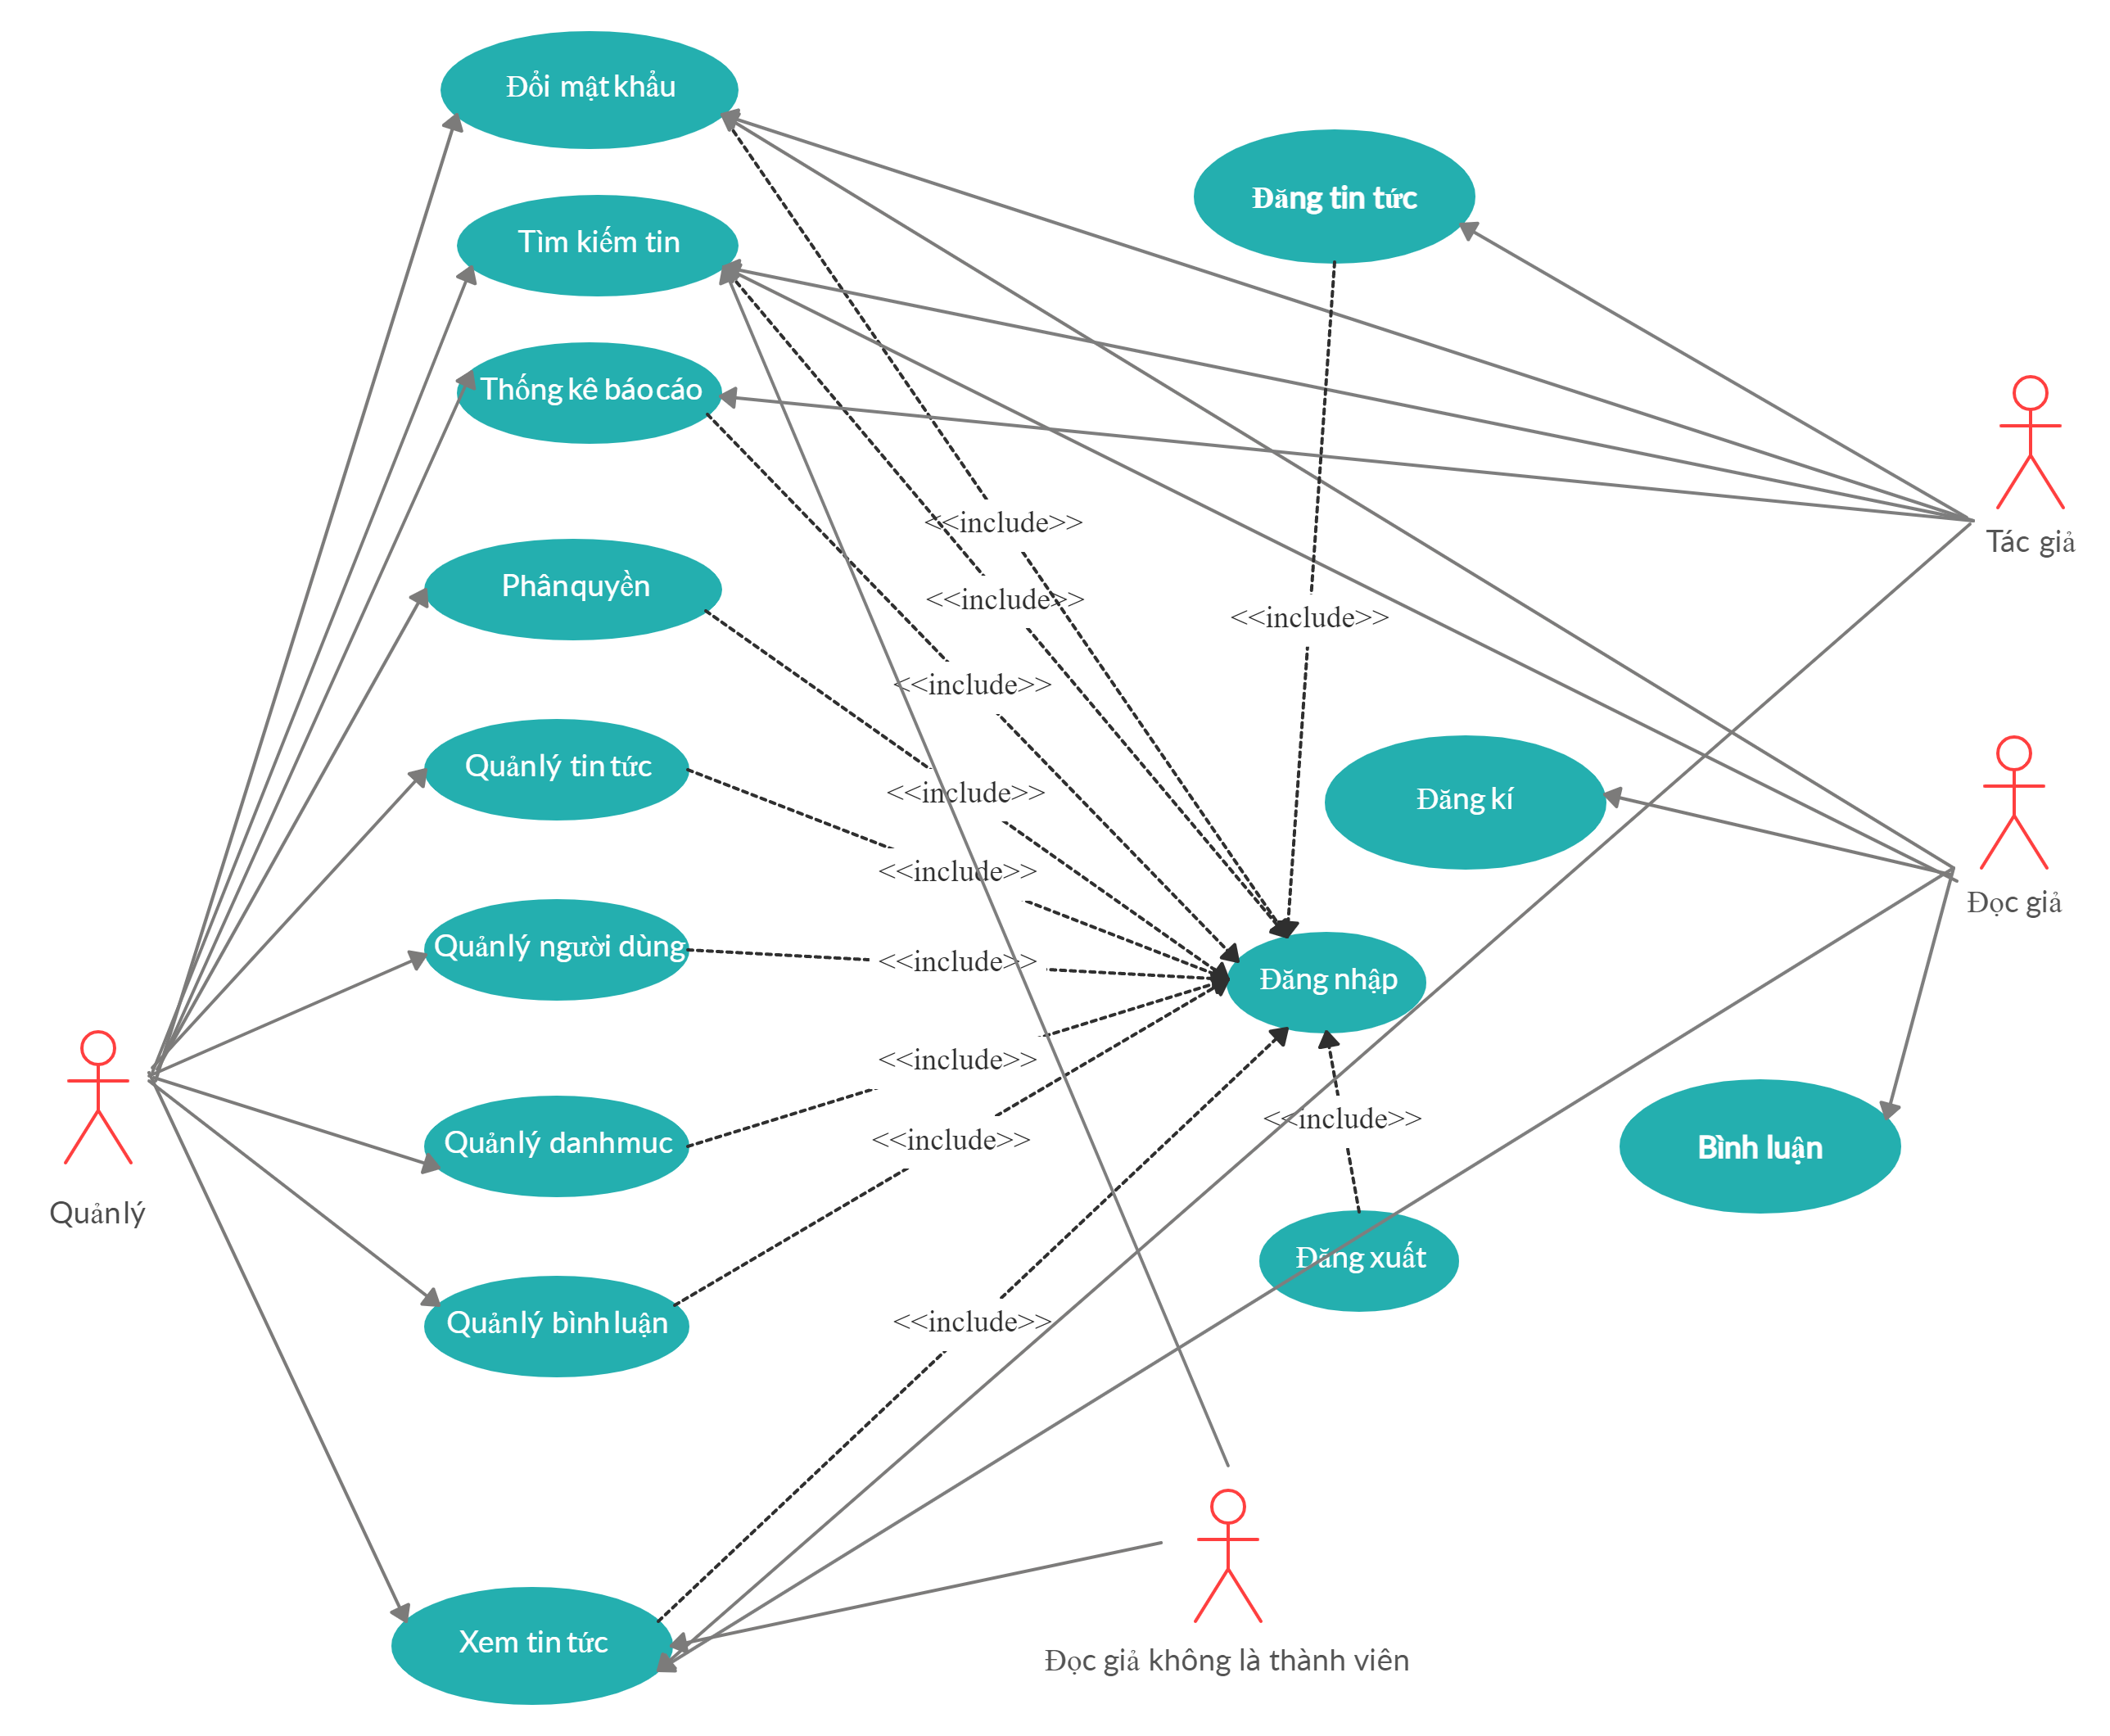 Đổi mật khẩu
Đăng tin tức
Tìm kiếm tin
Thống kê báo cáo
<<include>>
Tác giả
Phân quyền
<<include>>
<<include>>
<<include>>
Quản lý tin tức
<<include>>
Đăng kí
<<include>>
Đọc giả
Quản lý người dùng
<<include>>
Đăng nhập
<<include>>
<<include>>
Quản lý danh muc
<<include>>
Bình luận
Quản lý
Đăng xuất
Quản lý bình luận
<<include>>
Xem tin tức
Đọc giả không là thành viên